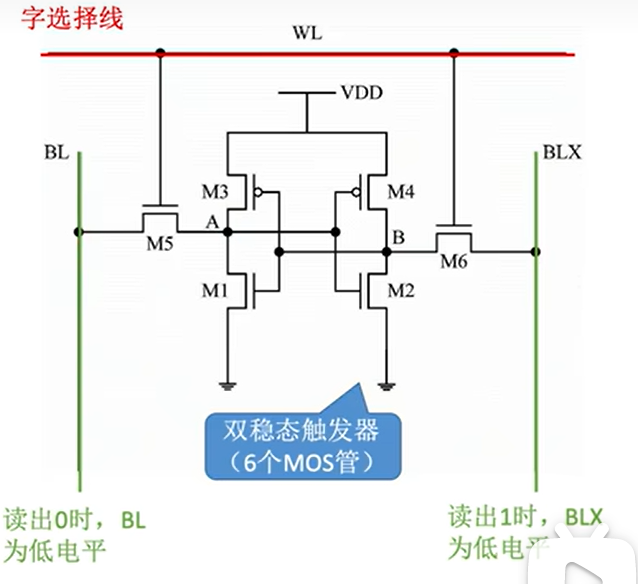 字选择线
WL
VDD
BL
BLX
M3
M4
A
B
M5
M6
M1
M2
双稳态触发器
（6个MOS管）
读出0时，BL
为低电平
读出1时，BLX
为低电平